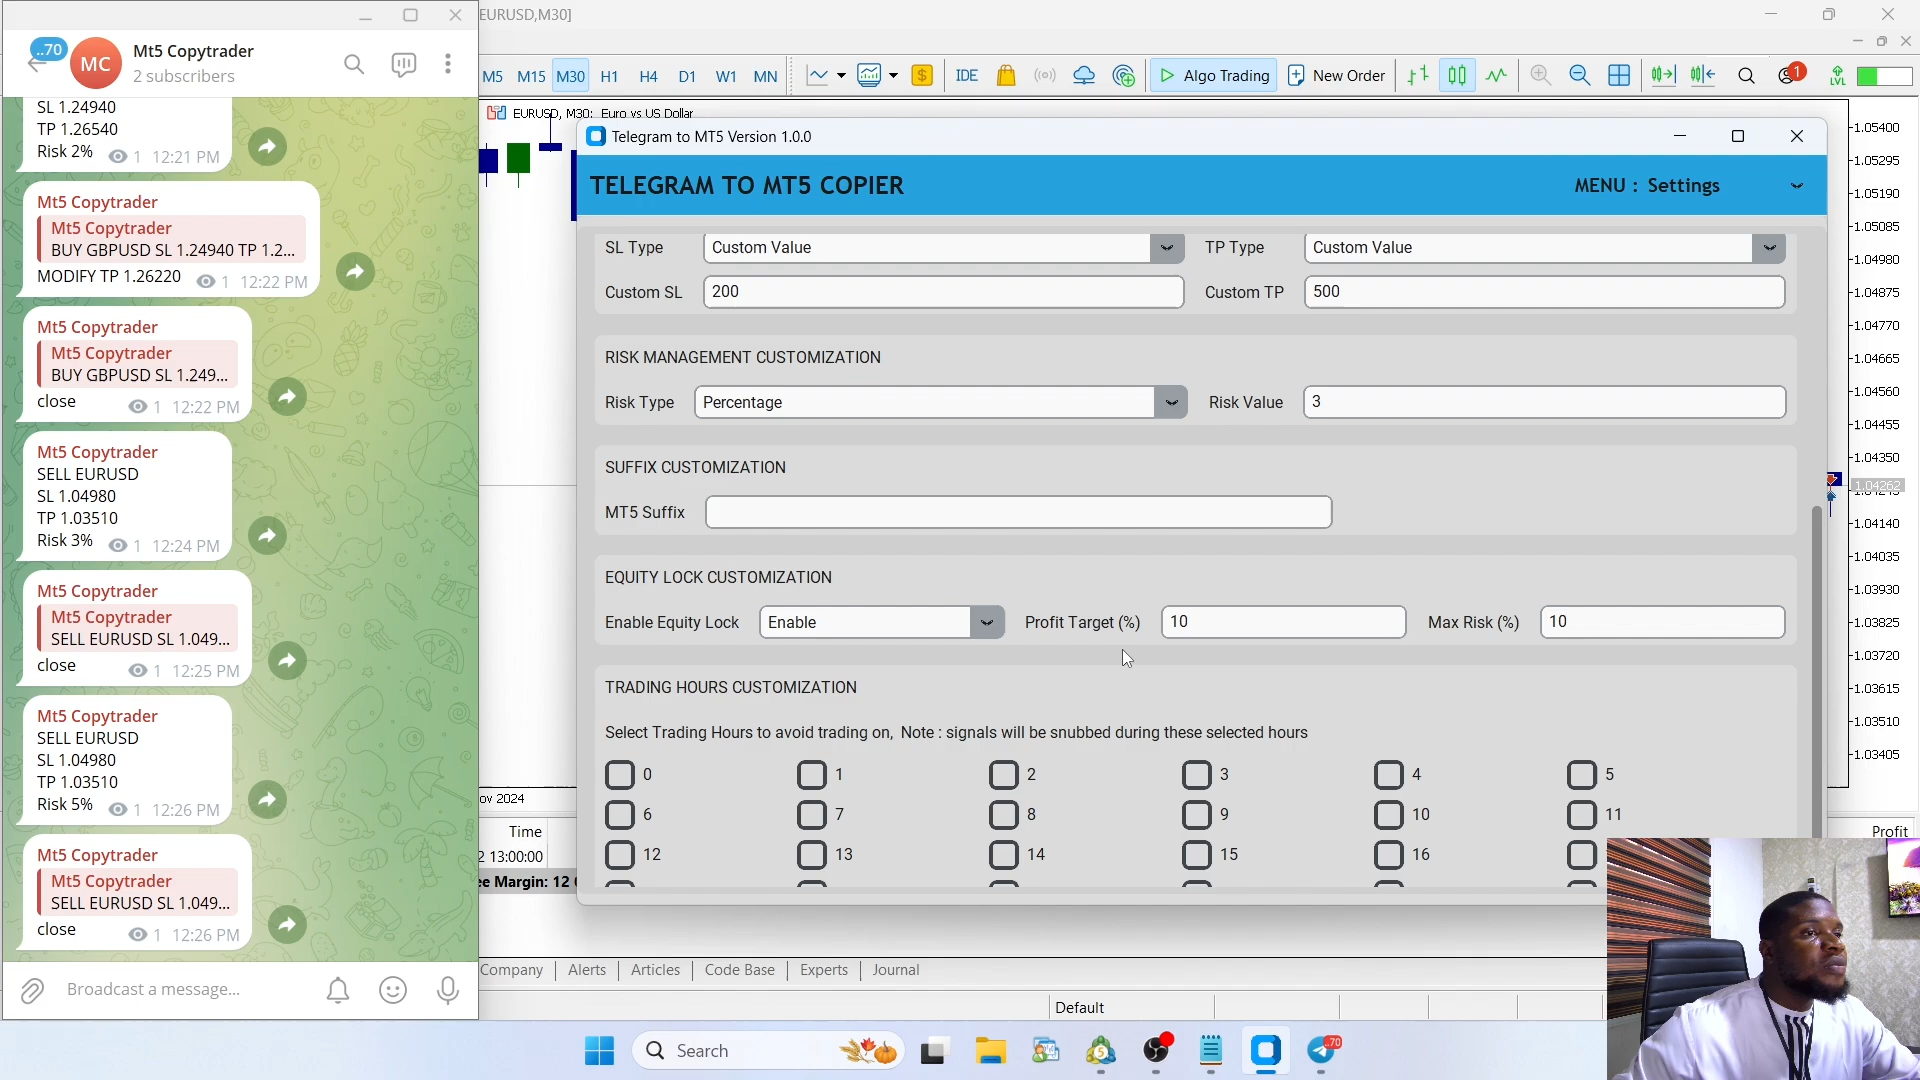 ..70
MC
Mt5 Copytrader
2 subscribers
SL 1.24940
TP 1.26540
Risk 2% 1 12:21 PM
Mt5 Copytrader
Mt5 Copytrader
BUY GBPUSD SL 1.24940 TP 1.2...
MODIFY TP 1.26220 1 12:22 PM
Mt5 Copytrader
Mt5 Copytrader
BUY GBPUSD SL 1.249...
close 1 12:22 PM
Mt5 Copytrader
SELL EURUSD
SL 1.04980
TP 1.03510
Risk 3% 1 12:24 PM
Mt5 Copytrader
Mt5 Copytrader
SELL EURUSD SL 1.049...
close 1 12:25 PM
Mt5 Copytrader
SELL EURUSD
SL 1.04980
TP 1.03510
Risk 5% 1 12:26 PM
Mt5 Copytrader
Mt5 Copytrader
SELL EURUSD SL 1.049...
close 1 12:26 PM
Broadcast a message...
EURUSD,M30]
M5 M15 M30 H1 H4 D1 W1 MN IDE Algo Trading New Order 1 LVL
EURUSD, M30: Euro vs US Dollar
Telegram to MT5 Version 1.0.0
TELEGRAM TO MT5 COPIER MENU : Settings
SL Type Custom Value TP Type Custom Value
Custom SL 200 Custom TP 500
RISK MANAGEMENT CUSTOMIZATION
Risk Type Percentage Risk Value 3
SUFFIX CUSTOMIZATION
MT5 Suffix
EQUITY LOCK CUSTOMIZATION
Enable Equity Lock Enable Profit Target (%) 10 Max Risk (%) 10
TRADING HOURS CUSTOMIZATION
Select Trading Hours to avoid trading on, Note : signals will be snubbed during these selected hours
0 1 2 3 4 5
6 7 8 9 10 11
12 13 14 15 16
1.05400
1.05295
1.05190
1.05085
1.04980
1.04875
1.04770
1.04665
1.04560
1.04455
1.04350
1.04262
1.04140
1.04035
1.03930
1.03825
1.03720
1.03615
1.03510
1.03405
ov 2024
Time Profit
2 13:00:00
ee Margin: 12
Company Alerts Articles Code Base Experts Journal
Default
Search
5
70